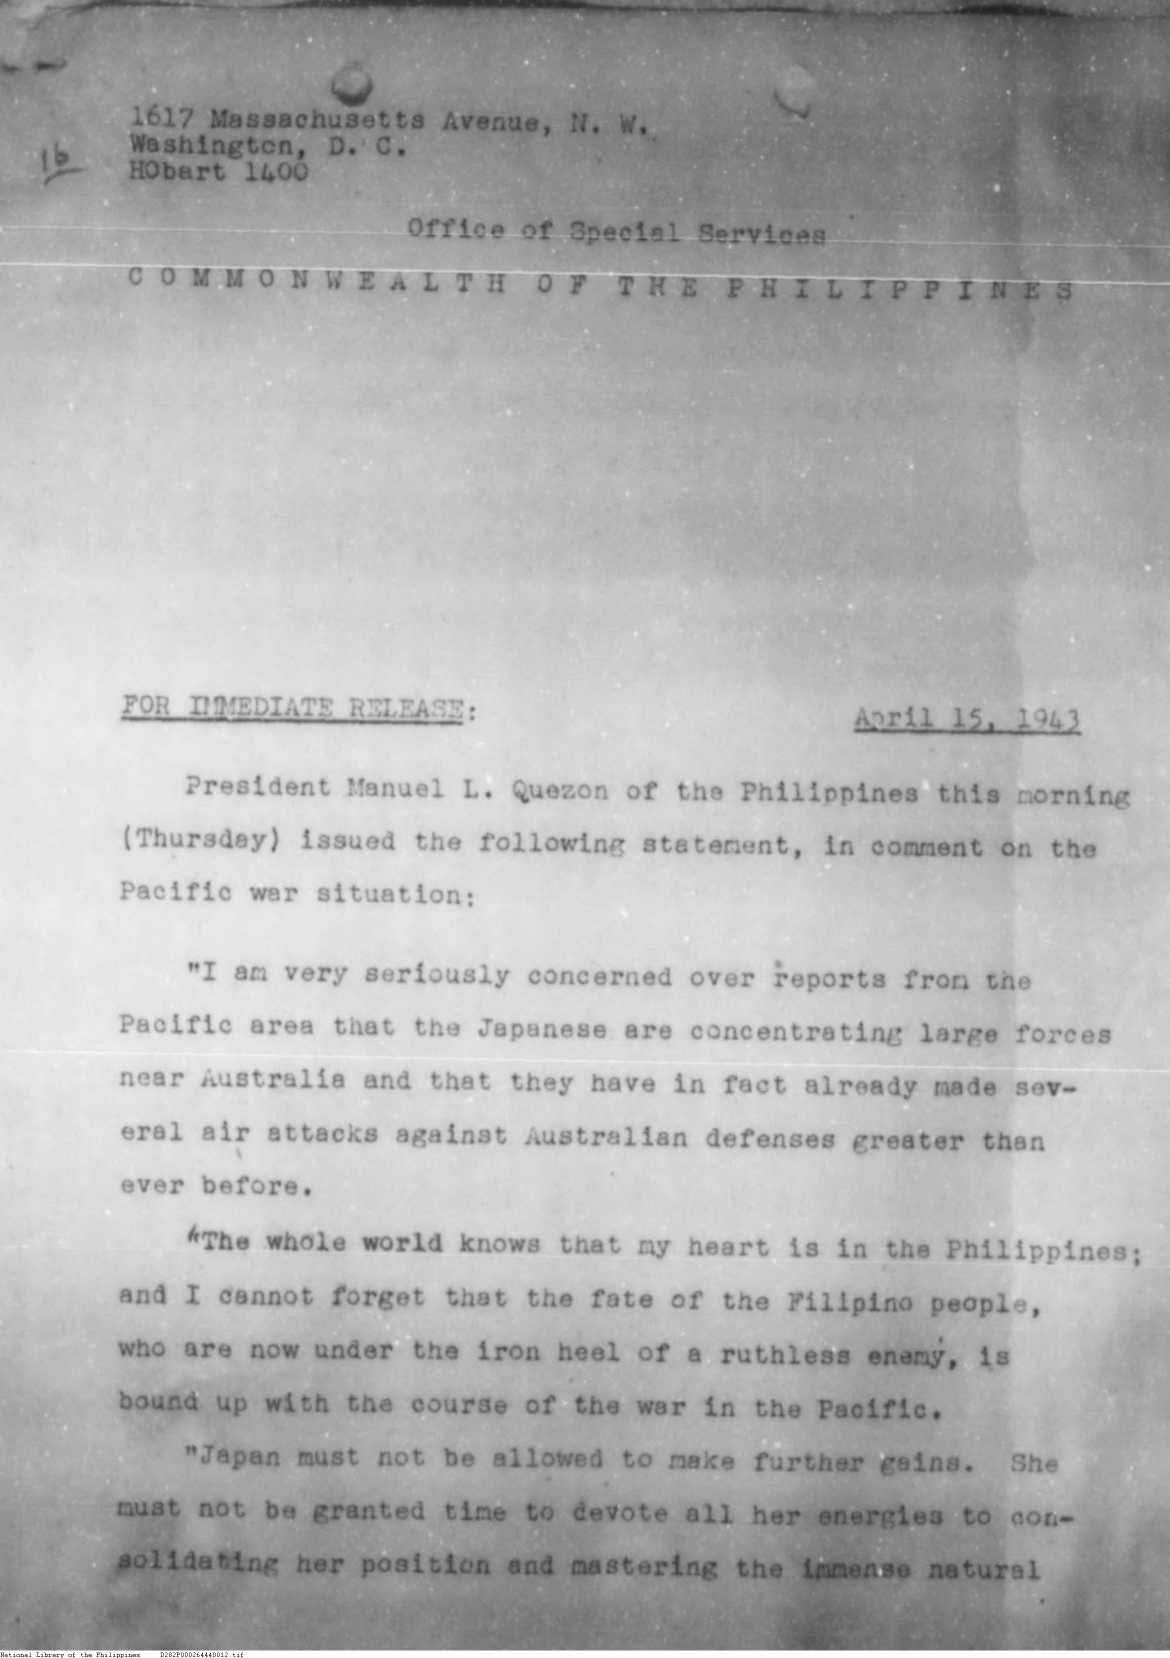 1617 Massachusetts Avenue, N. W.
Washington, D. C.
HObart 1400
16
Office of Special Services
COMMONWEALTH OF THE PHILIPPINES
FOR IMMEDIATE RELEASE:
April 15, 1943
President Manuel L. Quezon of the Philippines this morning
(Thursday) issued the following statement, in comment on the
Pacific war situation:
"I am very seriously concerned over reports from the
Pacific area that the Japanese are concentrating large forces
near Australia and that they have in fact already made sev-
eral air attacks against Australian defenses greater than
ever before.
"The whole world knows that my heart is in the Philippines;
and I cannot forget that the fate of the Filipino people,
who are now under the iron heel of a ruthless enemy, is
bound up with the course of the war in the Pacific.
"Japan must not be allowed to make further gains. She
must not be granted time to devote all her energies to con-
solidating her position and mastering the immense natural
National Library of the Philippines D282P000264440012.tif